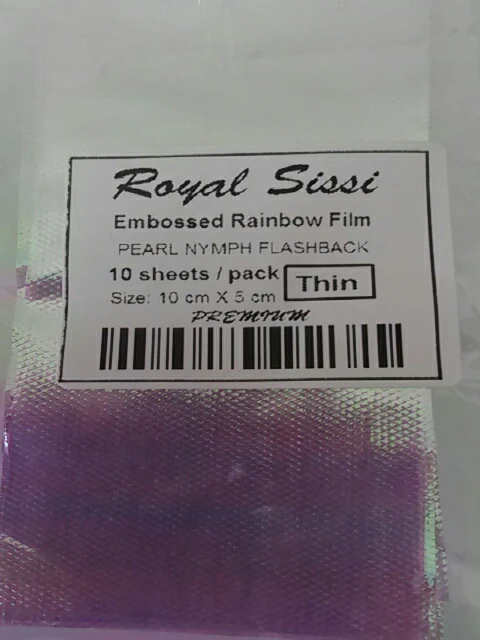 Royal Sissi
Embossed Rainbow Film
PEARL NYMPH FLASHBACK
10 sheets / pack
Thin
Size: 10 cm X 5 cm
PREMIUM